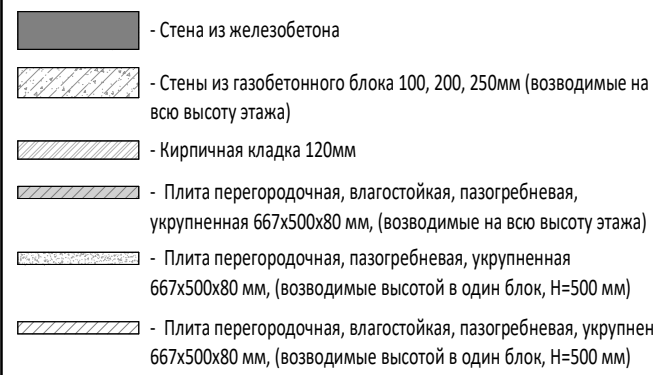 - Стена из железобетона
- Стены из газобетонного блока 100, 200, 250мм (возводимые на
всю высоту этажа)
- Кирпичная кладка 120мм
- Плита перегородочная, влагостойкая, пазогребневая,
укрупненная 667х500х80 мм, (возводимые на всю высоту этажа)
- Плита перегородочная, пазогребневая, укрупненная
667х500х80 мм, (возводимые высотой в один блок, Н=500 мм)
- Плита перегородочная, влагостойкая, пазогребневая, укрупнен
667х500х80 мм, (возводимые высотой в один блок, Н=500 мм)